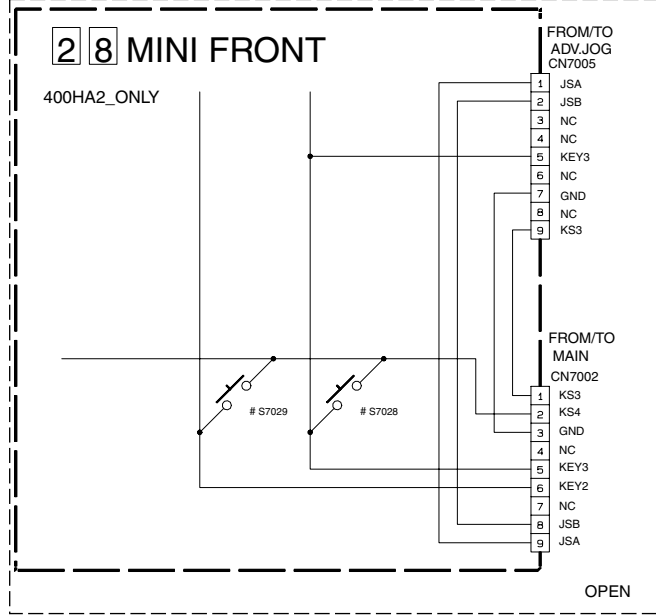 28 MINI FRONT
400HA2_ONLY
FROM/TO
ADV.JOG
CN7005
1 JSA
2 JSB
3 NC
4 NC
5 KEY3
6 NC
7 GND
8 NC
9 KS3
FROM/TO
MAIN
CN7002
1 KS3
2 KS4
3 GND
4 NC
5 KEY3
6 KEY2
7 NC
8 JSB
9 JSA
# S7029
# S7028
OPEN